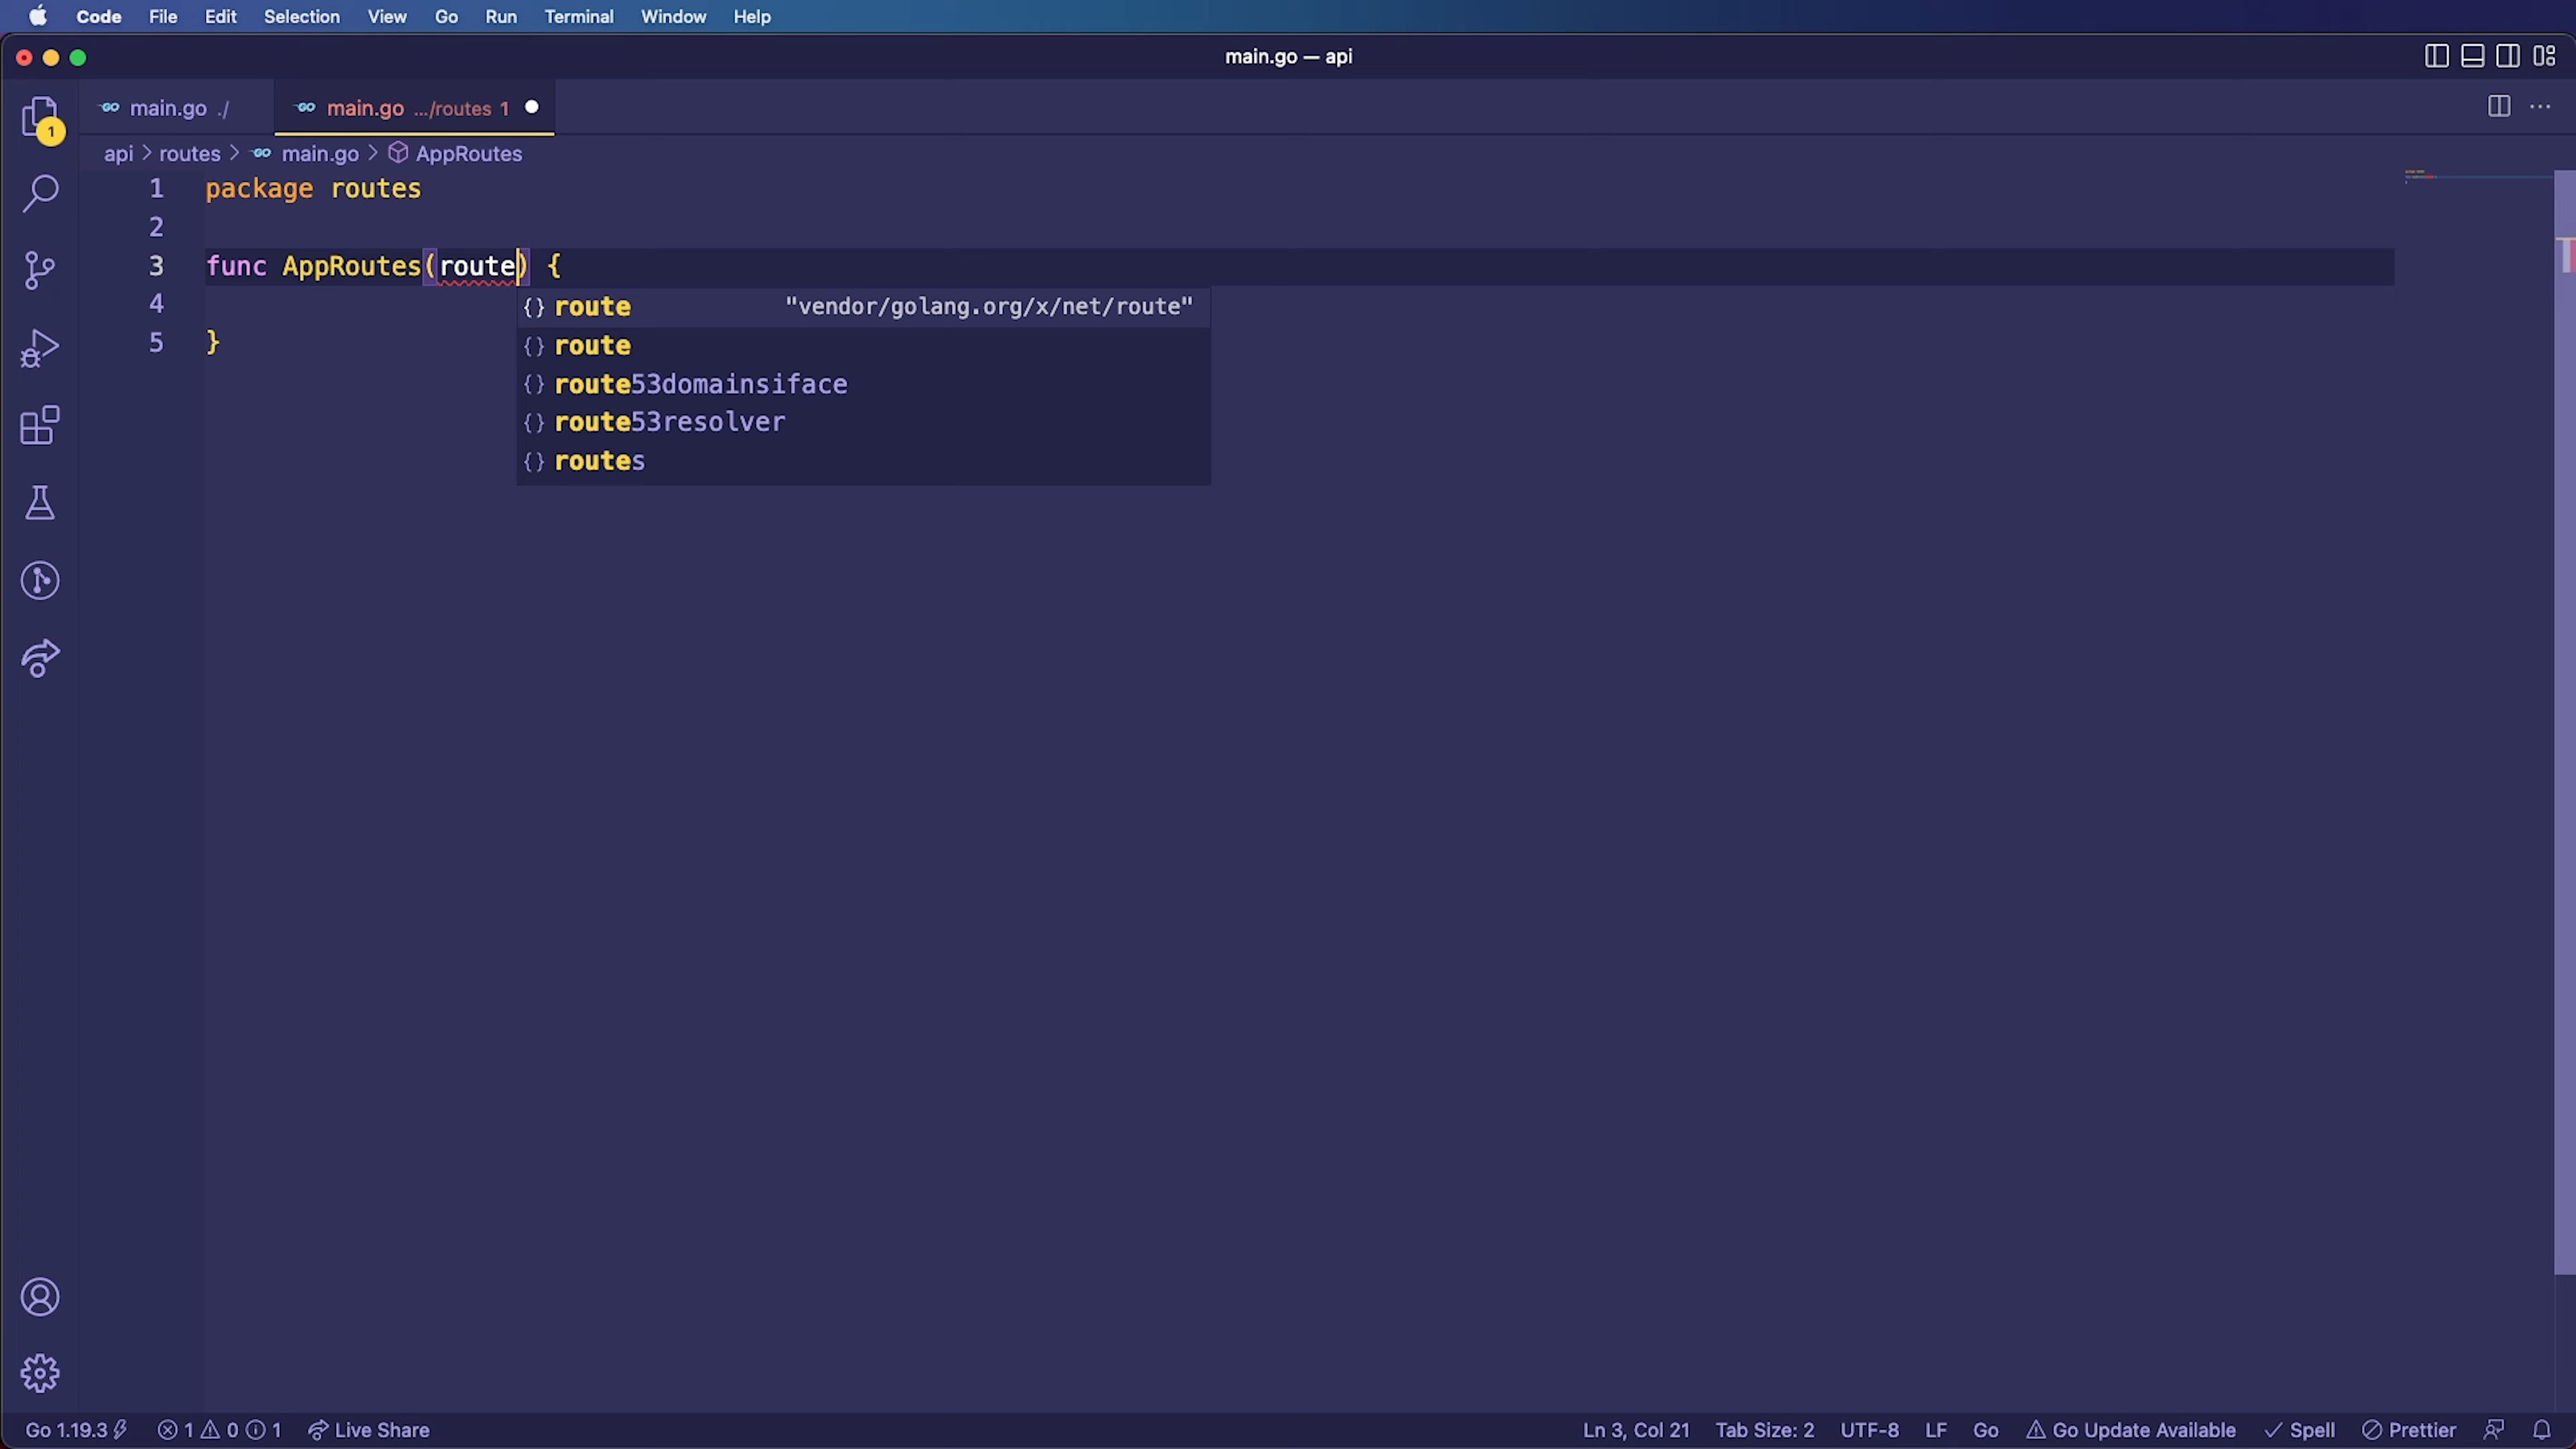 Code File Edit Selection View Go Run Terminal Window Help
main.go — api
main.go ./ main.go .../routes 1
1
api > routes > main.go > AppRoutes
1 package routes
2
3 func AppRoutes(route) {
4
5 }
{} route "vendor/golang.org/x/net/route"
{} route
{} route53domainsiface
{} route53resolver
{} routes
Go 1.19.3 1 0 1 Live Share Ln 3, Col 21 Tab Size: 2 UTF-8 LF Go Go Update Available Spell Prettier